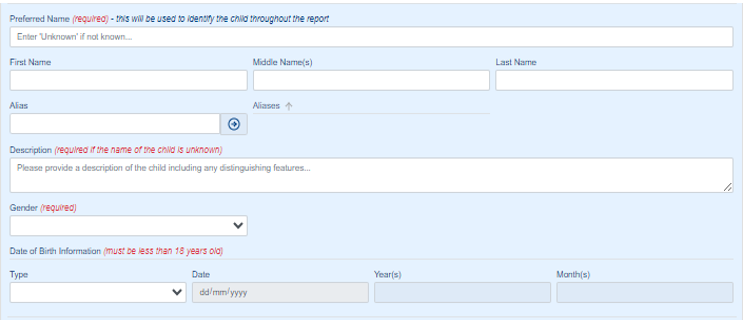 Preferred Name (required) - this will be used to identify the child throughout the report
Enter 'Unknown' if not known...
First Name Middle Name(s) Last Name
Alias Aliases
Description (required if the name of the child is unknown)
Please provide a description of the child including any distinguishing features...
Gender (required)
Date of Birth Information (must be less than 18 years old)
Type Date Year(s) Month(s)
dd/mm/yyyy